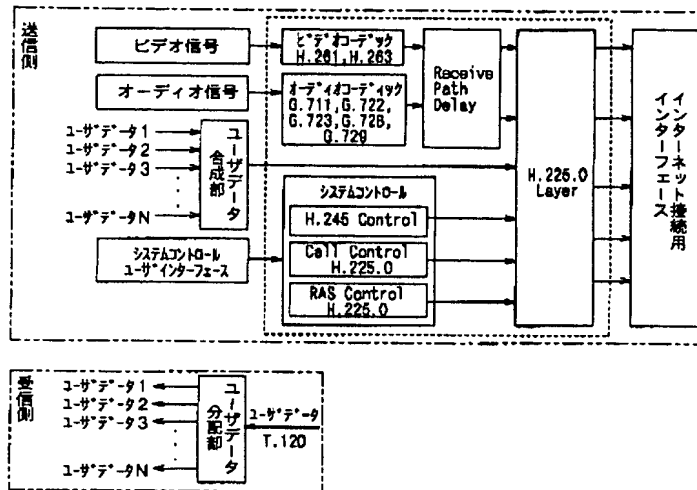 送信側
ビデオ信号
オーディオ信号
ユーザデータ1
ユーザデータ2
ユーザデータ3
ユーザデータN
ユーザデータ
合成部
システムコントロール
ユーザインターフェース
ビデオコーデック
H.261,H.263
オーディオコーディック
G.711,G.722,
G.723,G.728,
G.729
Receive
Path
Delay
システムコントロール
H.245 Control
Call Control
H.225.0
RAS Control
H.225.0
H.225.0
Layer
インターネット接続用
インターフェース
受信側
ユーザデータ1
ユーザデータ2
ユーザデータ3
ユーザデータN
ユーザデータ
分配部
ユーザデータ
T.120